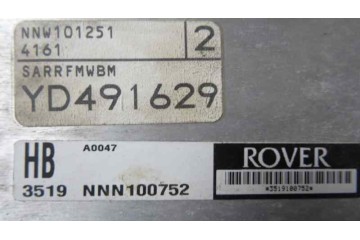 NNW101251 2
4161
SARRFMWBM
YD491629
HB A0047 ROVER
3519 NNN100752 *3519100752*